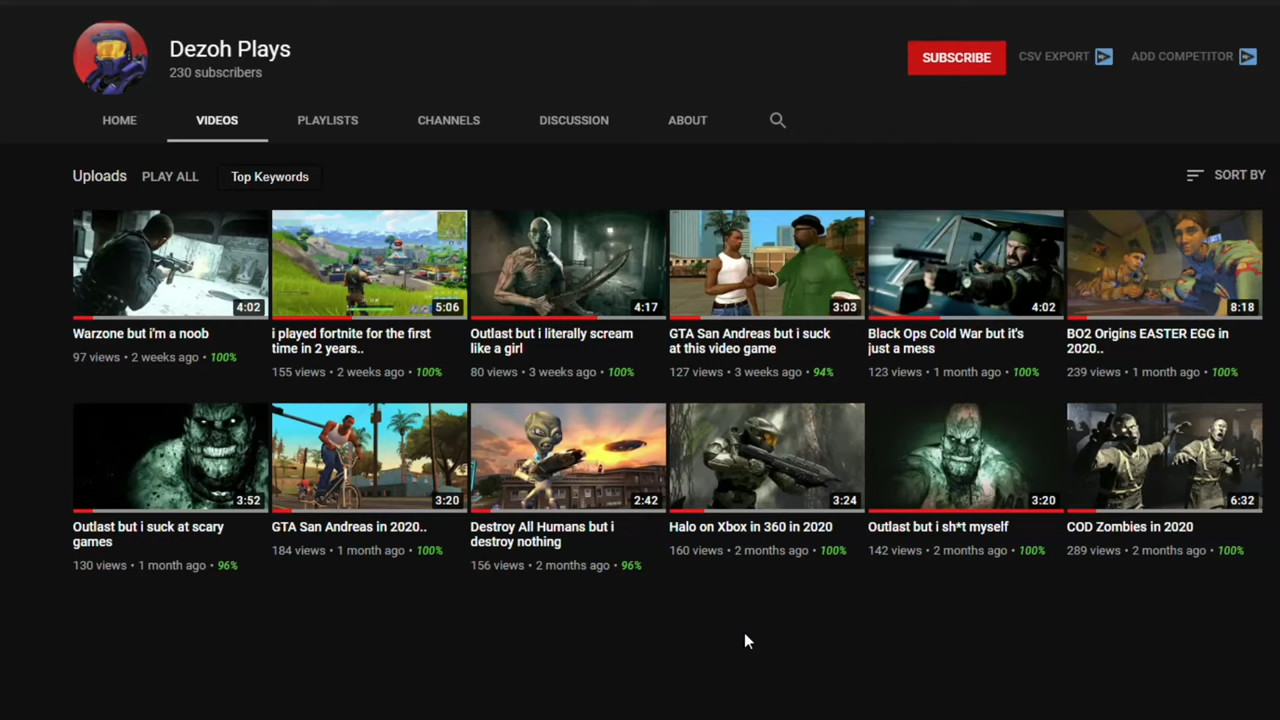 Dezoh Plays
230 subscribers
SUBSCRIBE
CSV EXPORT
ADD COMPETITOR
HOME
VIDEOS
PLAYLISTS
CHANNELS
DISCUSSION
ABOUT
Uploads
PLAY ALL
Top Keywords
SORT BY
4:02
Warzone but i'm a noob
97 views • 2 weeks ago • 100%
5:06
i played fortnite for the first
time in 2 years..
155 views • 2 weeks ago • 100%
4:17
Outlast but i literally scream
like a girl
80 views • 3 weeks ago • 100%
3:03
GTA San Andreas but i suck
at this video game
127 views • 3 weeks ago • 94%
4:02
Black Ops Cold War but it's
just a mess
123 views • 1 month ago • 100%
8:18
BO2 Origins EASTER EGG in
2020..
239 views • 1 month ago • 100%
3:52
Outlast but i suck at scary
games
130 views • 1 month ago • 96%
3:20
GTA San Andreas in 2020..
184 views • 1 month ago • 100%
2:42
Destroy All Humans but i
destroy nothing
156 views • 2 months ago • 96%
3:24
Halo on Xbox in 360 in 2020
160 views • 2 months ago • 100%
3:20
Outlast but i sh*t myself
142 views • 2 months ago • 100%
6:32
COD Zombies in 2020
289 views • 2 months ago • 100%